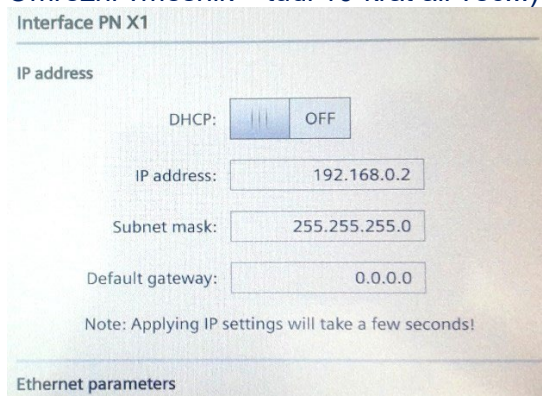 Interface PN X1
IP address
DHCP: OFF
IP address: 192.168.0.2
Subnet mask: 255.255.255.0
Default gateway: 0.0.0.0
Note: Applying IP settings will take a few seconds!
Ethernet parameters